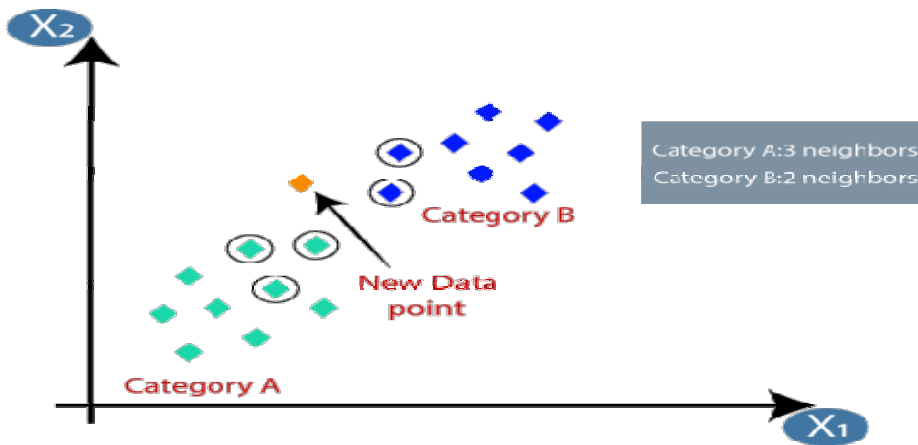 X2
Category A:3 neighbors
Category B:2 neighbors
Category B
New Data
point
Category A
X1